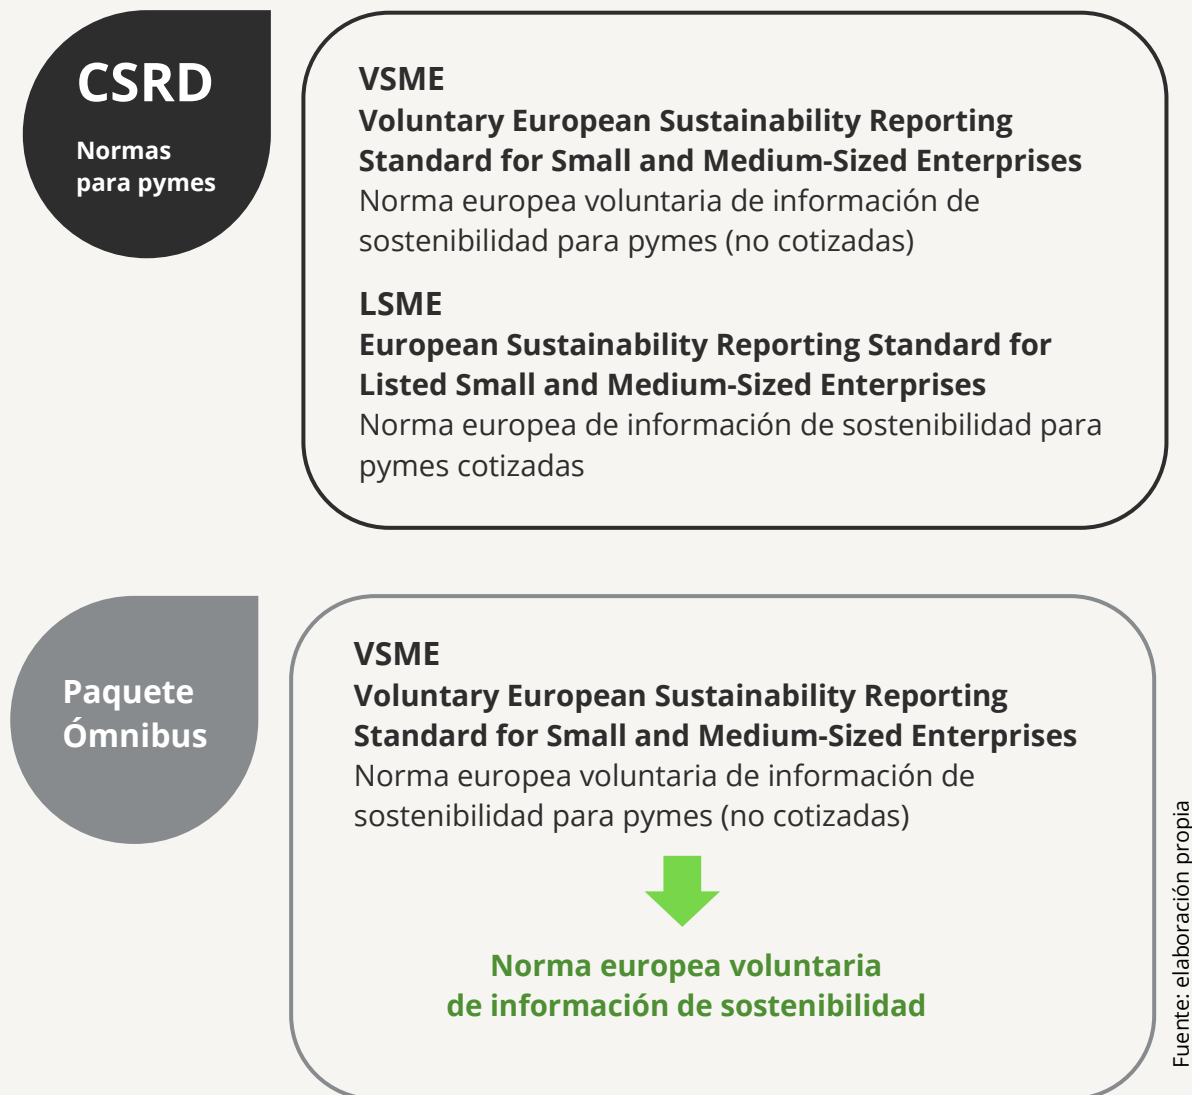 CSRD
Normas
para pymes
VSME
Voluntary European Sustainability Reporting
Standard for Small and Medium-Sized Enterprises
Norma europea voluntaria de información de
sostenibilidad para pymes (no cotizadas)
LSME
European Sustainability Reporting Standard for
Listed Small and Medium-Sized Enterprises
Norma europea de información de sostenibilidad para
pymes cotizadas
Paquete
Ómnibus
VSME
Voluntary European Sustainability Reporting
Standard for Small and Medium-Sized Enterprises
Norma europea voluntaria de información de
sostenibilidad para pymes (no cotizadas)
Norma europea voluntaria
de información de sostenibilidad
Fuente: elaboración propia